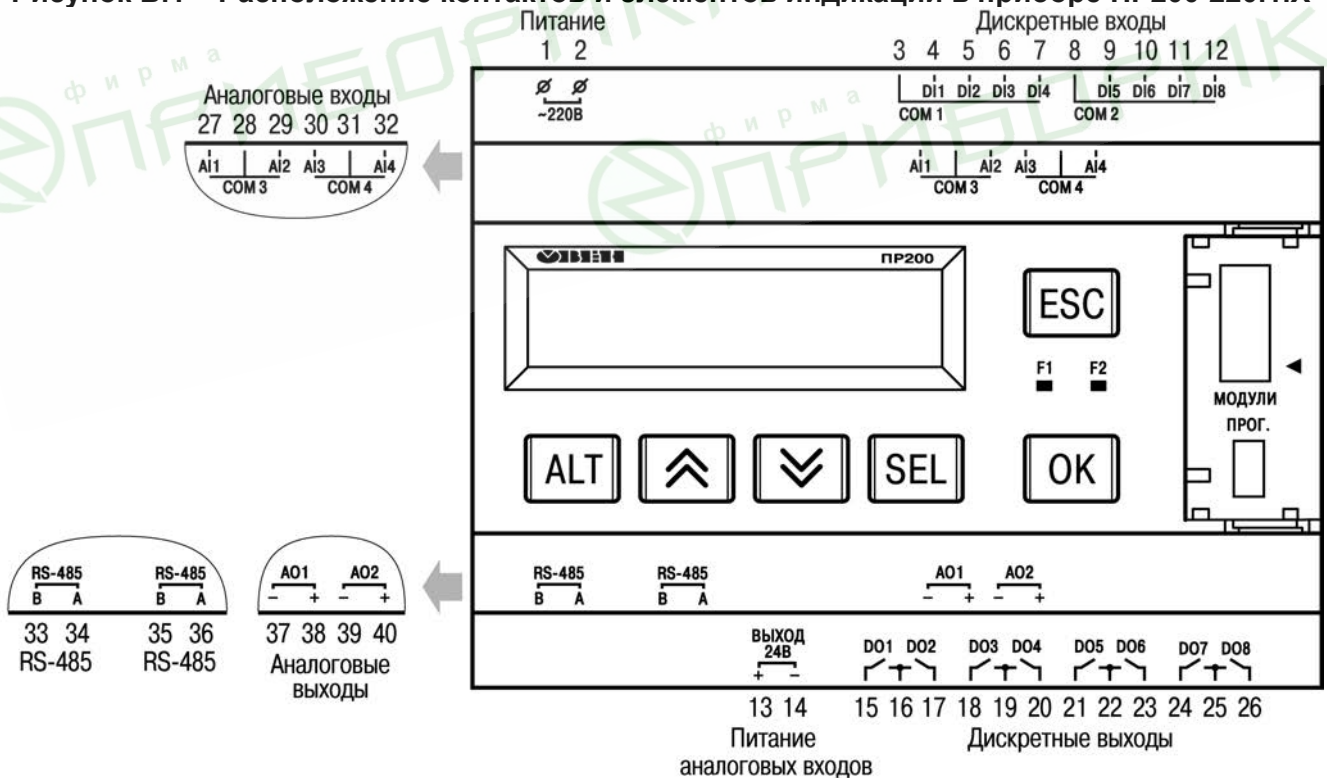 Питание
Дискретные входы
1 2
3 4 5 6 7 8 9 10 11 12
~220В
DI1 DI2 DI3 DI4 DI5 DI6 DI7 DI8
COM 1 COM 2
Аналоговые входы
27 28 29 30 31 32
AI1 AI2 AI3 AI4
COM 3 COM 4
AI1 AI2 AI3 AI4
COM 3 COM 4
фирма
ПРИБОРИК
фирма
ПРИБОРИК
ОВЕН
ПР200
ESC
F1 F2
МОДУЛИ
ПРОГ.
ALT
SEL
OK
RS-485 RS-485
B A B A
33 34 35 36
RS-485 RS-485
AO1 AO2
– + – +
37 38 39 40
Аналоговые
выходы
RS-485 RS-485
B A B A
AO1 AO2
– + – +
ВЫХОД
24В
+ –
DO1 DO2 DO3 DO4 DO5 DO6 DO7 DO8
13 14 15 16 17 18 19 20 21 22 23 24 25 26
Питание
аналоговых входов
Дискретные выходы